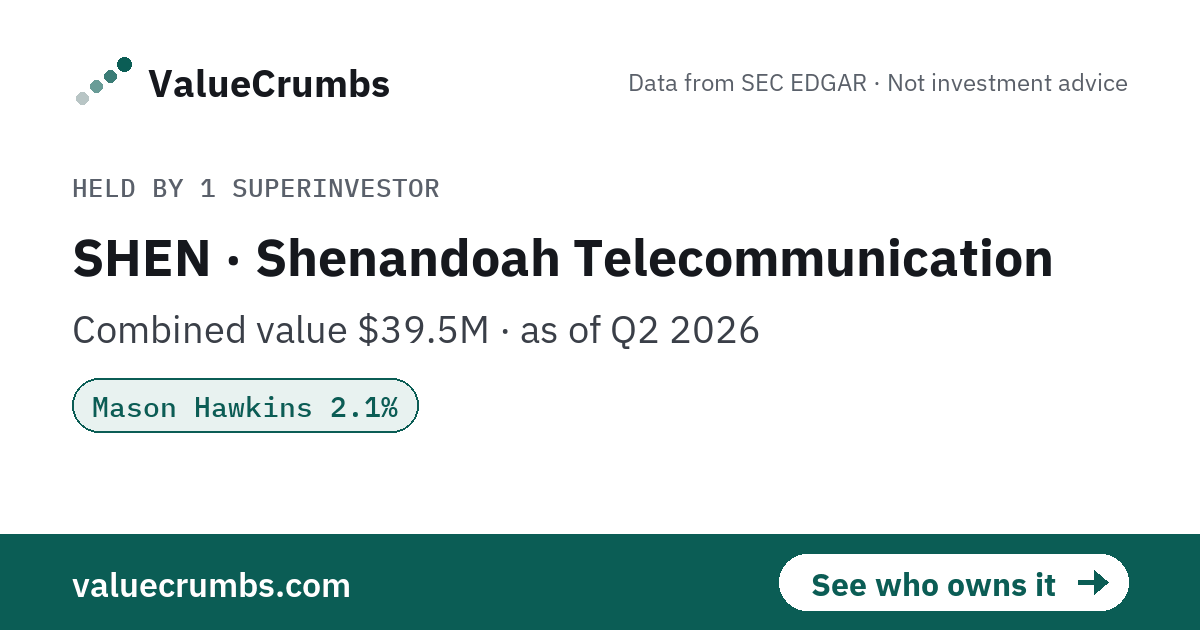 ValueCrumbs
Data from SEC EDGAR · Not investment advice
HELD BY 1 SUPERINVESTOR
SHEN · Shenandoah Telecommunication
Combined value $39.5M · as of Q2 2026
Mason Hawkins 2.1%
valuecrumbs.com
See who owns it →